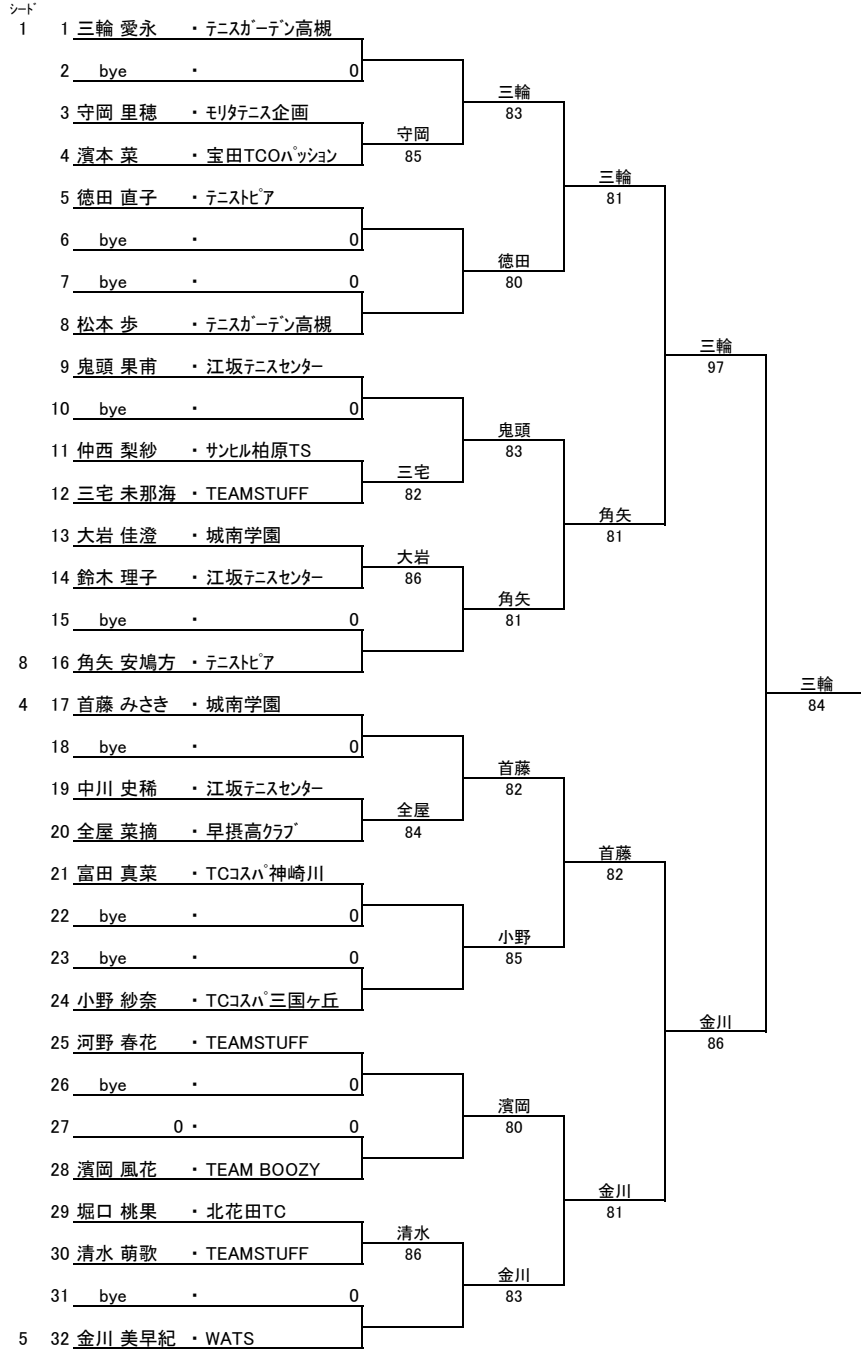 シード
1 1 三輪 愛永 ・ テニスガーデン高槻
2 bye ・ 0
三輪
3 守岡 里穂 ・ モリタテニス企画
83
守岡
4 濱本 菜 ・ 宝田TCOパッション
85
三輪
5 徳田 直子 ・ テニストピア
81
6 bye ・ 0
徳田
7 bye ・ 0
80
8 松本 歩 ・ テニスガーデン高槻
三輪
9 鬼頭 果甫 ・ 江坂テニスセンター
97
10 bye ・ 0
鬼頭
11 仲西 梨紗 ・ サンヒル柏原TS
83
三宅
12 三宅 未那海 ・ TEAMSTUFF
82
角矢
13 大岩 佳澄 ・ 城南学園
81
大岩
14 鈴木 理子 ・ 江坂テニスセンター
86
角矢
15 bye ・ 0
81
8 16 角矢 安鳩方 ・ テニストピア
三輪
4 17 首藤 みさき ・ 城南学園
84
18 bye ・ 0
首藤
19 中川 史稀 ・ 江坂テニスセンター
82
全屋
20 全屋 菜摘 ・ 早摂高クラブ
84
首藤
21 富田 真菜 ・ TCコスパ神崎川
82
22 bye ・ 0
小野
23 bye ・ 0
85
24 小野 紗奈 ・ TCコスパ三国ヶ丘
金川
25 河野 春花 ・ TEAMSTUFF
86
26 bye ・ 0
濱岡
27 0 ・ 0
80
28 濱岡 風花 ・ TEAM BOOZY
金川
29 堀口 桃果 ・ 北花田TC
81
清水
30 清水 萌歌 ・ TEAMSTUFF
86
金川
31 bye ・ 0
83
5 32 金川 美早紀 ・ WATS